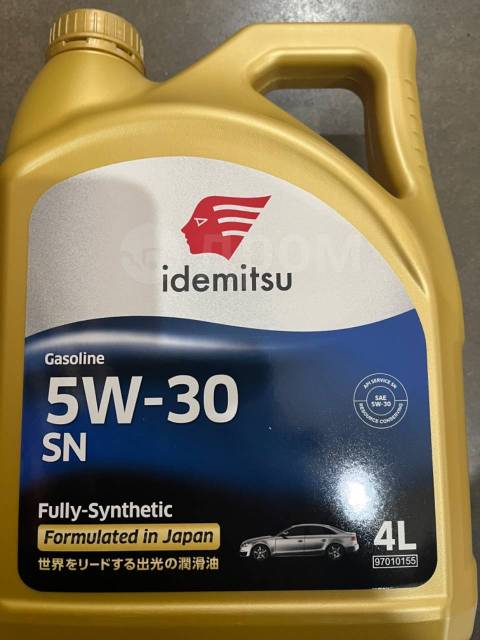 idemitsu
Gasoline
5W-30
SN
API SERVICE SN
SAE
5W-30
RESOURCE CONSERVING
Fully-Synthetic
Formulated in Japan
世界をリードする出光の潤滑油
4L
97010155